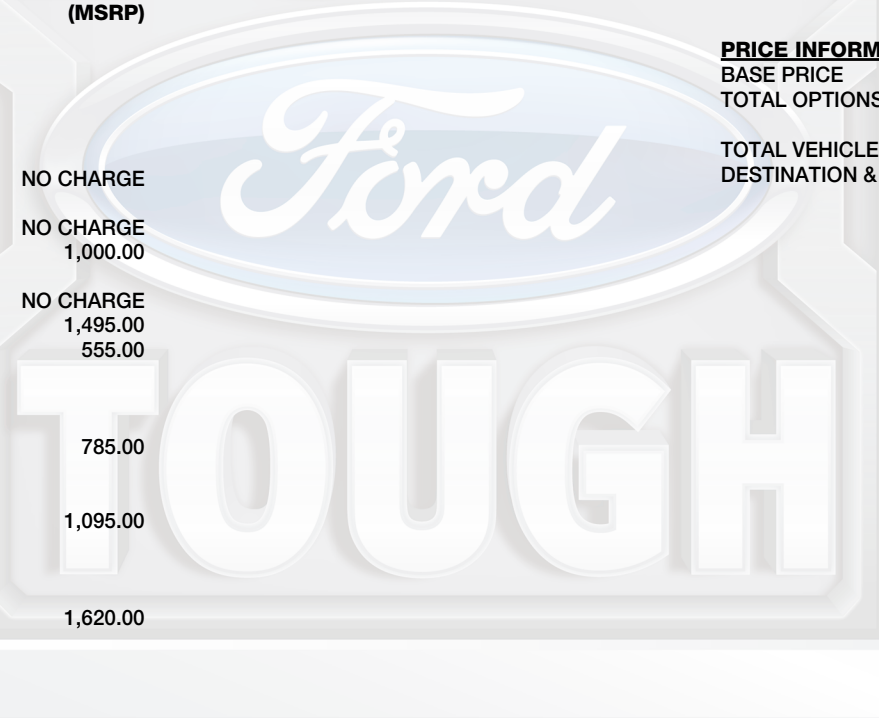 (MSRP)
NO CHARGE
NO CHARGE
1,000.00
NO CHARGE
1,495.00
555.00
785.00
1,095.00
1,620.00
PRICE INFORM
BASE PRICE
TOTAL OPTIONS
TOTAL VEHICLE
DESTINATION &
Ford
TOUGH